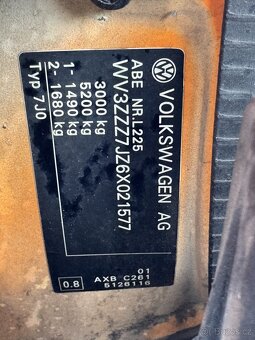 VOLKSWAGEN AG
ABE NR.L225
WV3ZZZ7JZ6X021577
3000 kg
5200 kg
1- 1490 kg
2- 1680 kg
Typ 7J0
01
0.8
AXB C261
5126116